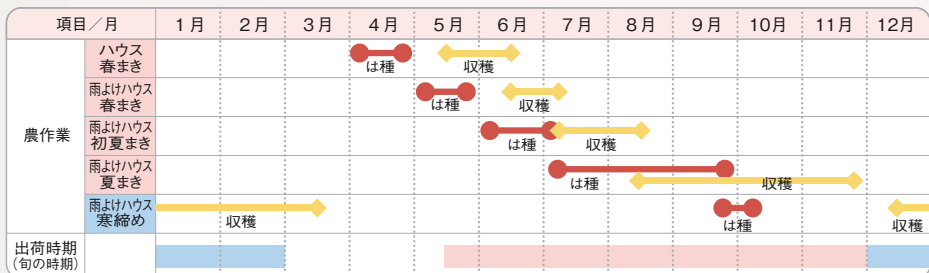 項目／月 1月 2月 3月 4月 5月 6月 7月 8月 9月 10月 11月 12月
農作業
ハウス
春まき
は種 収穫
雨よけハウス
春まき
は種 収穫
雨よけハウス
初夏まき
は種 収穫
雨よけハウス
夏まき
は種 収穫
雨よけハウス
寒締め
収穫 は種 収穫
出荷時期
（旬の時期）